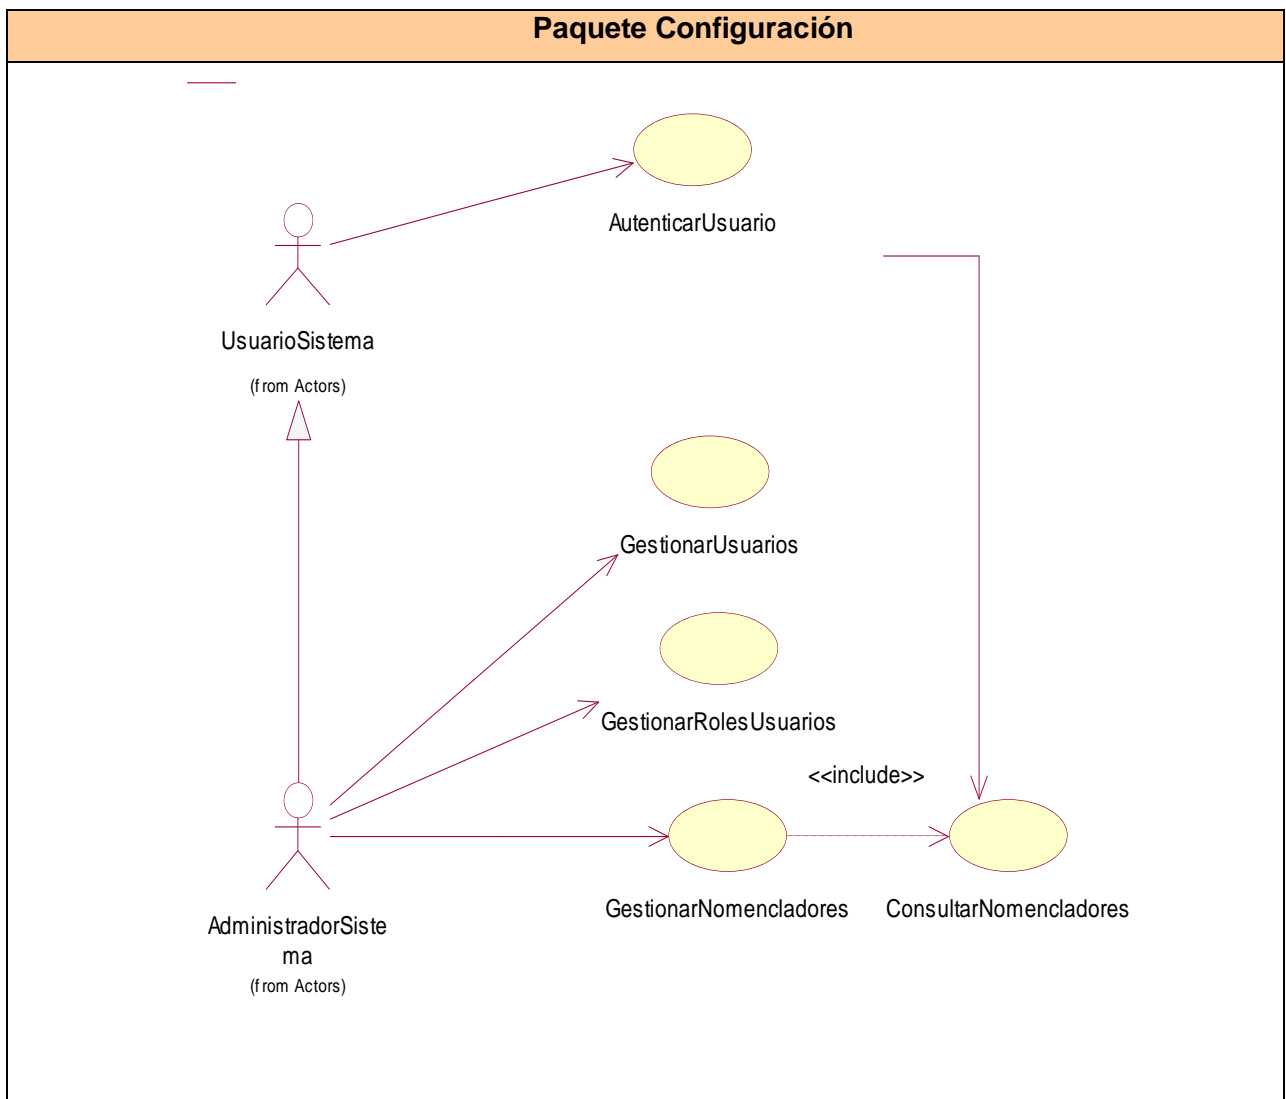 Paquete Configuración
AutenticarUsuario
UsuarioSistema
(from Actors)
GestionarUsuarios
GestionarRolesUsuarios
<<include>>
GestionarNomencladores
ConsultarNomencladores
AdministradorSiste
ma
(from Actors)